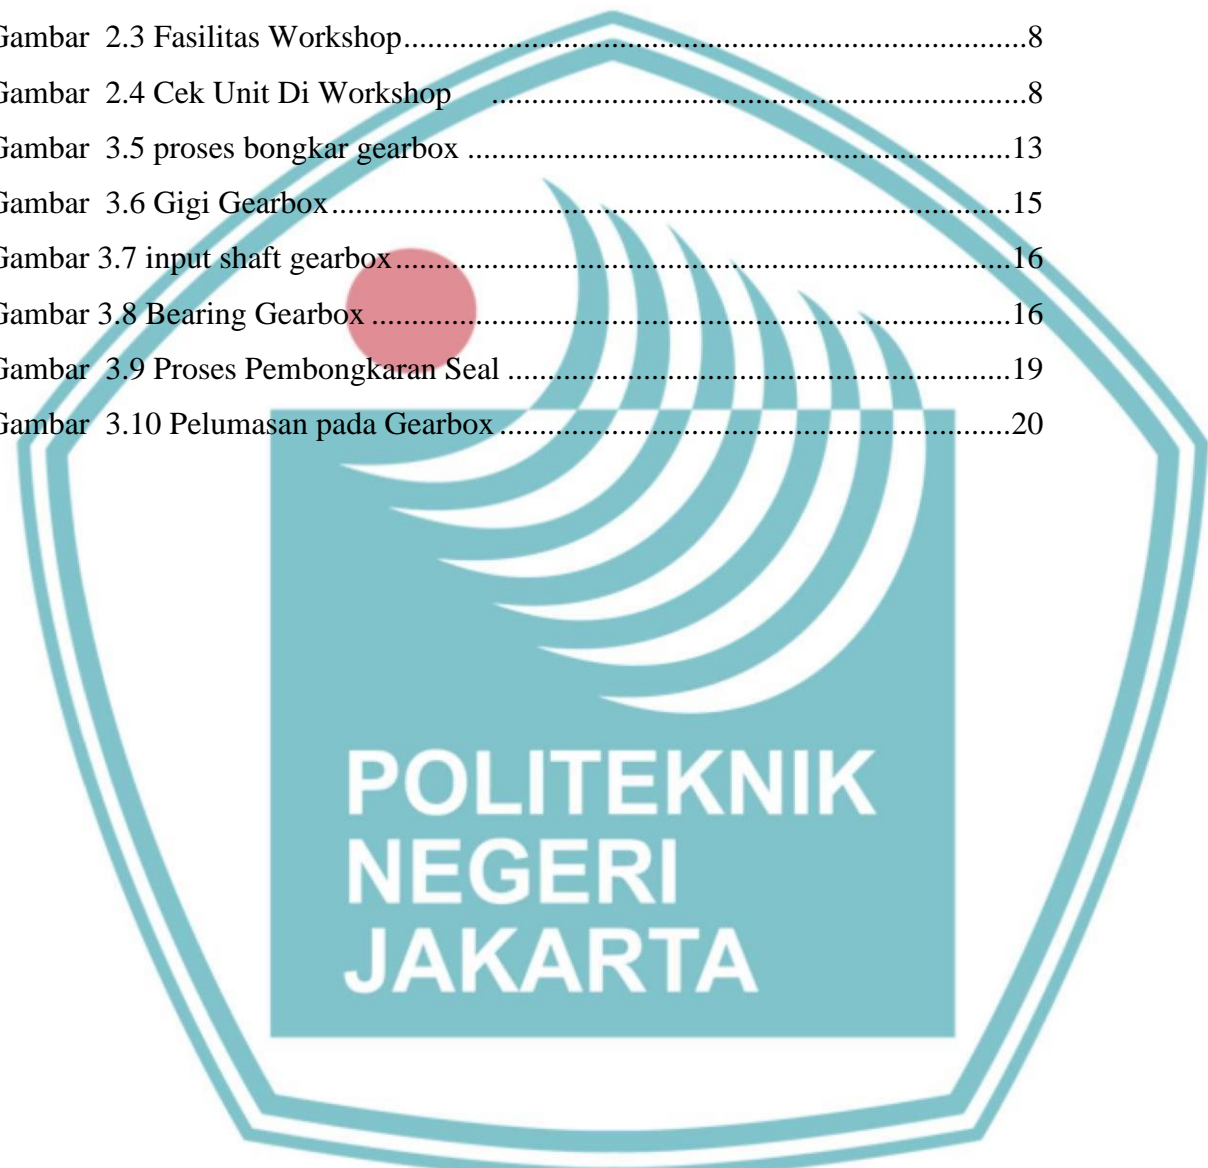 Gambar 2.3 Fasilitas Workshop..................................................................8
Gambar 2.4 Cek Unit Di Workshop .........................................................8
Gambar 3.5 proses bongkar gearbox ..........................................................13
Gambar 3.6 Gigi Gearbox........................................................................15
Gambar 3.7 input shaft gearbox.................................................................16
Gambar 3.8 Bearing Gearbox ....................................................................16
Gambar 3.9 Proses Pembongkaran Seal .....................................................19
Gambar 3.10 Pelumasan pada Gearbox ......................................................20
POLITEKNIK
NEGERI
JAKARTA